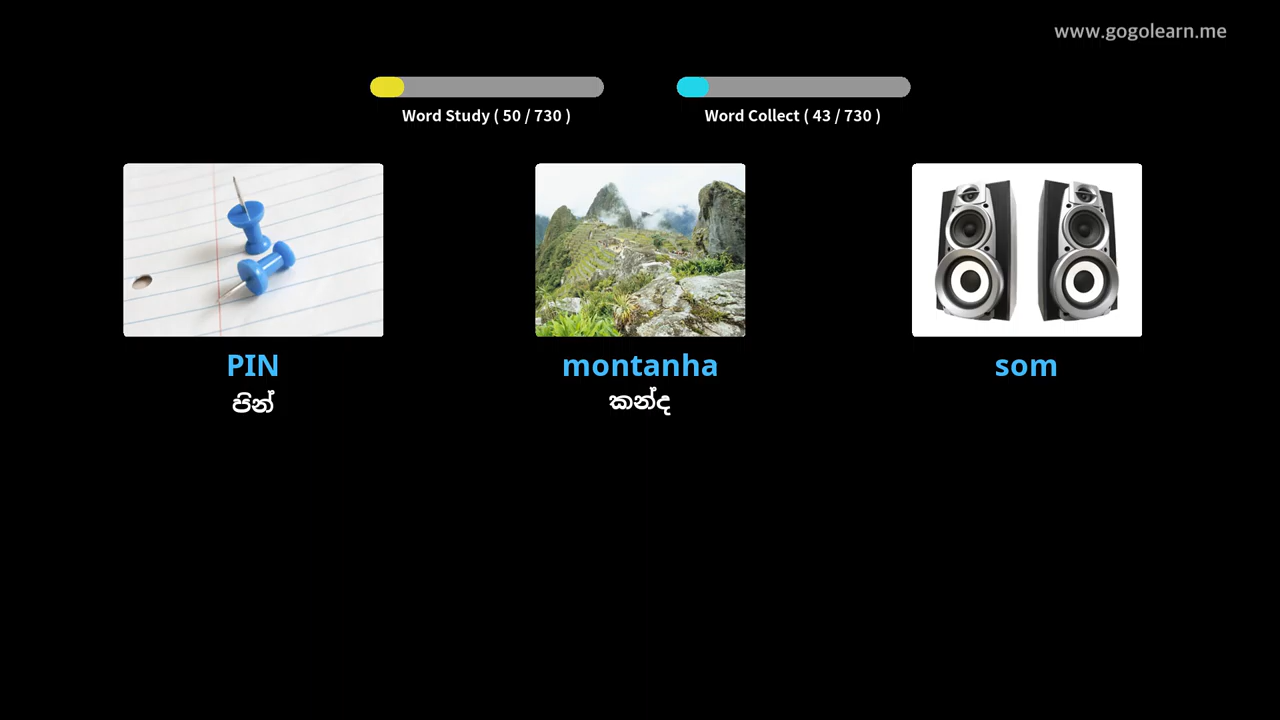 www.gogolearn.me
Word Study ( 50 / 730 )
Word Collect ( 43 / 730 )
PIN
montanha
som
පින්
කන්ද